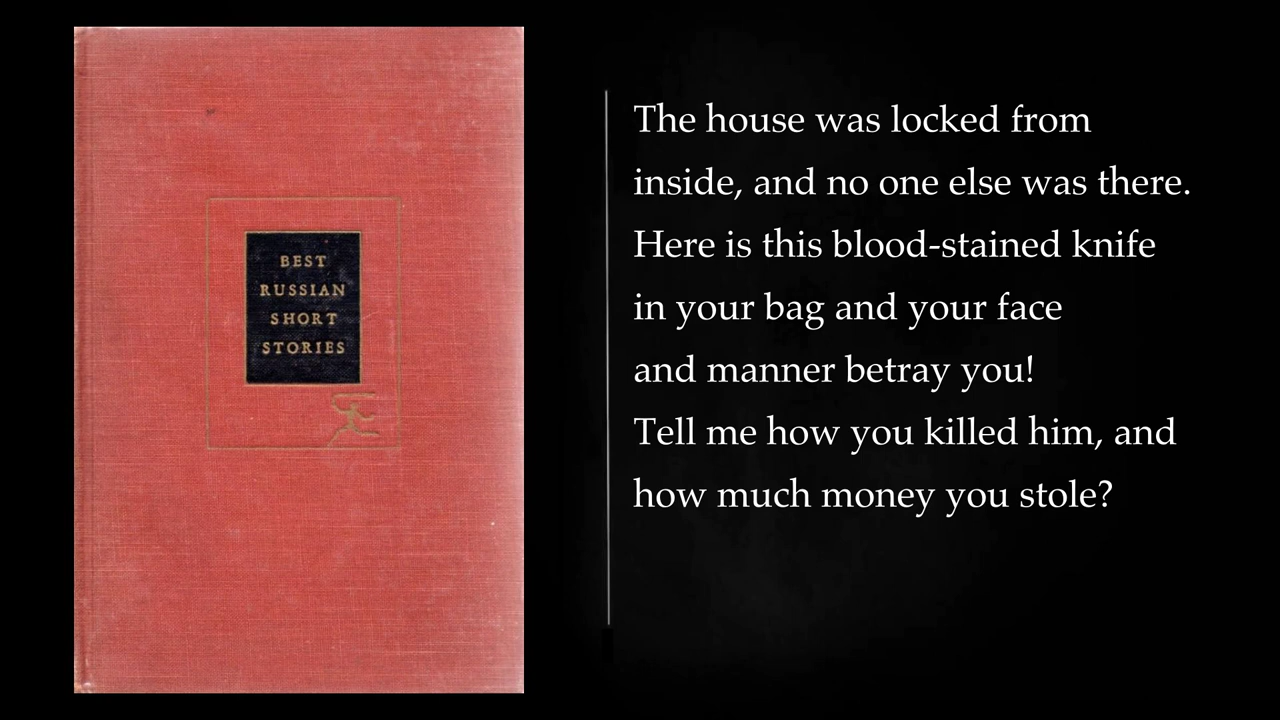 BEST
RUSSIAN
SHORT
STORIES
The house was locked from
inside, and no one else was there.
Here is this blood-stained knife
in your bag and your face
and manner betray you!
Tell me how you killed him, and
how much money you stole?